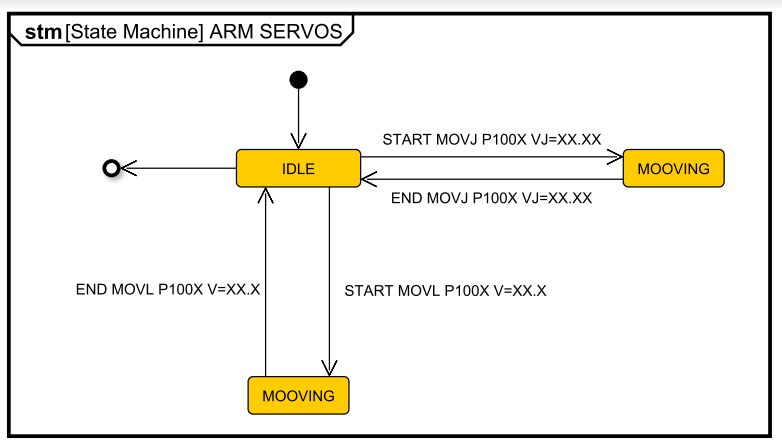 stm [State Machine] ARM SERVOS
START MOVJ P100X VJ=XX.XX
IDLE
MOOVING
END MOVJ P100X VJ=XX.XX
END MOVL P100X V=XX.X
START MOVL P100X V=XX.X
MOOVING